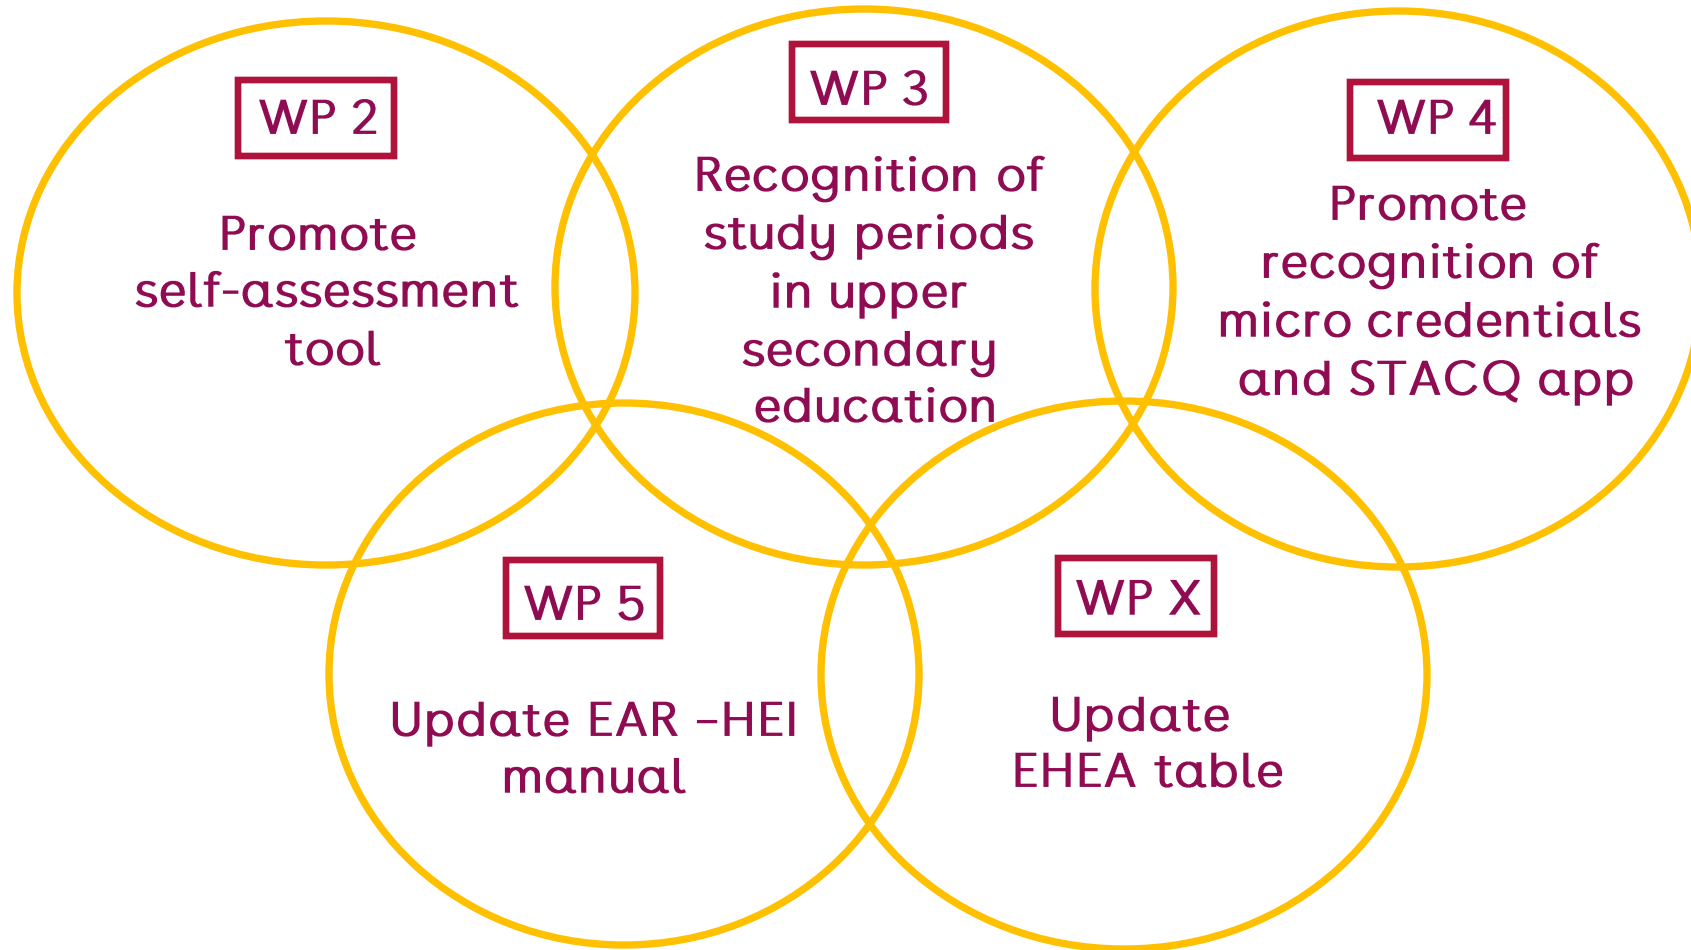 WP 2
Promote
self-assessment
tool
WP 3
Recognition of
study periods
in upper
secondary
education
WP 4
Promote
recognition of
micro credentials
and STACQ app
WP 5
Update EAR –HEI
manual
WP X
Update
EHEA table